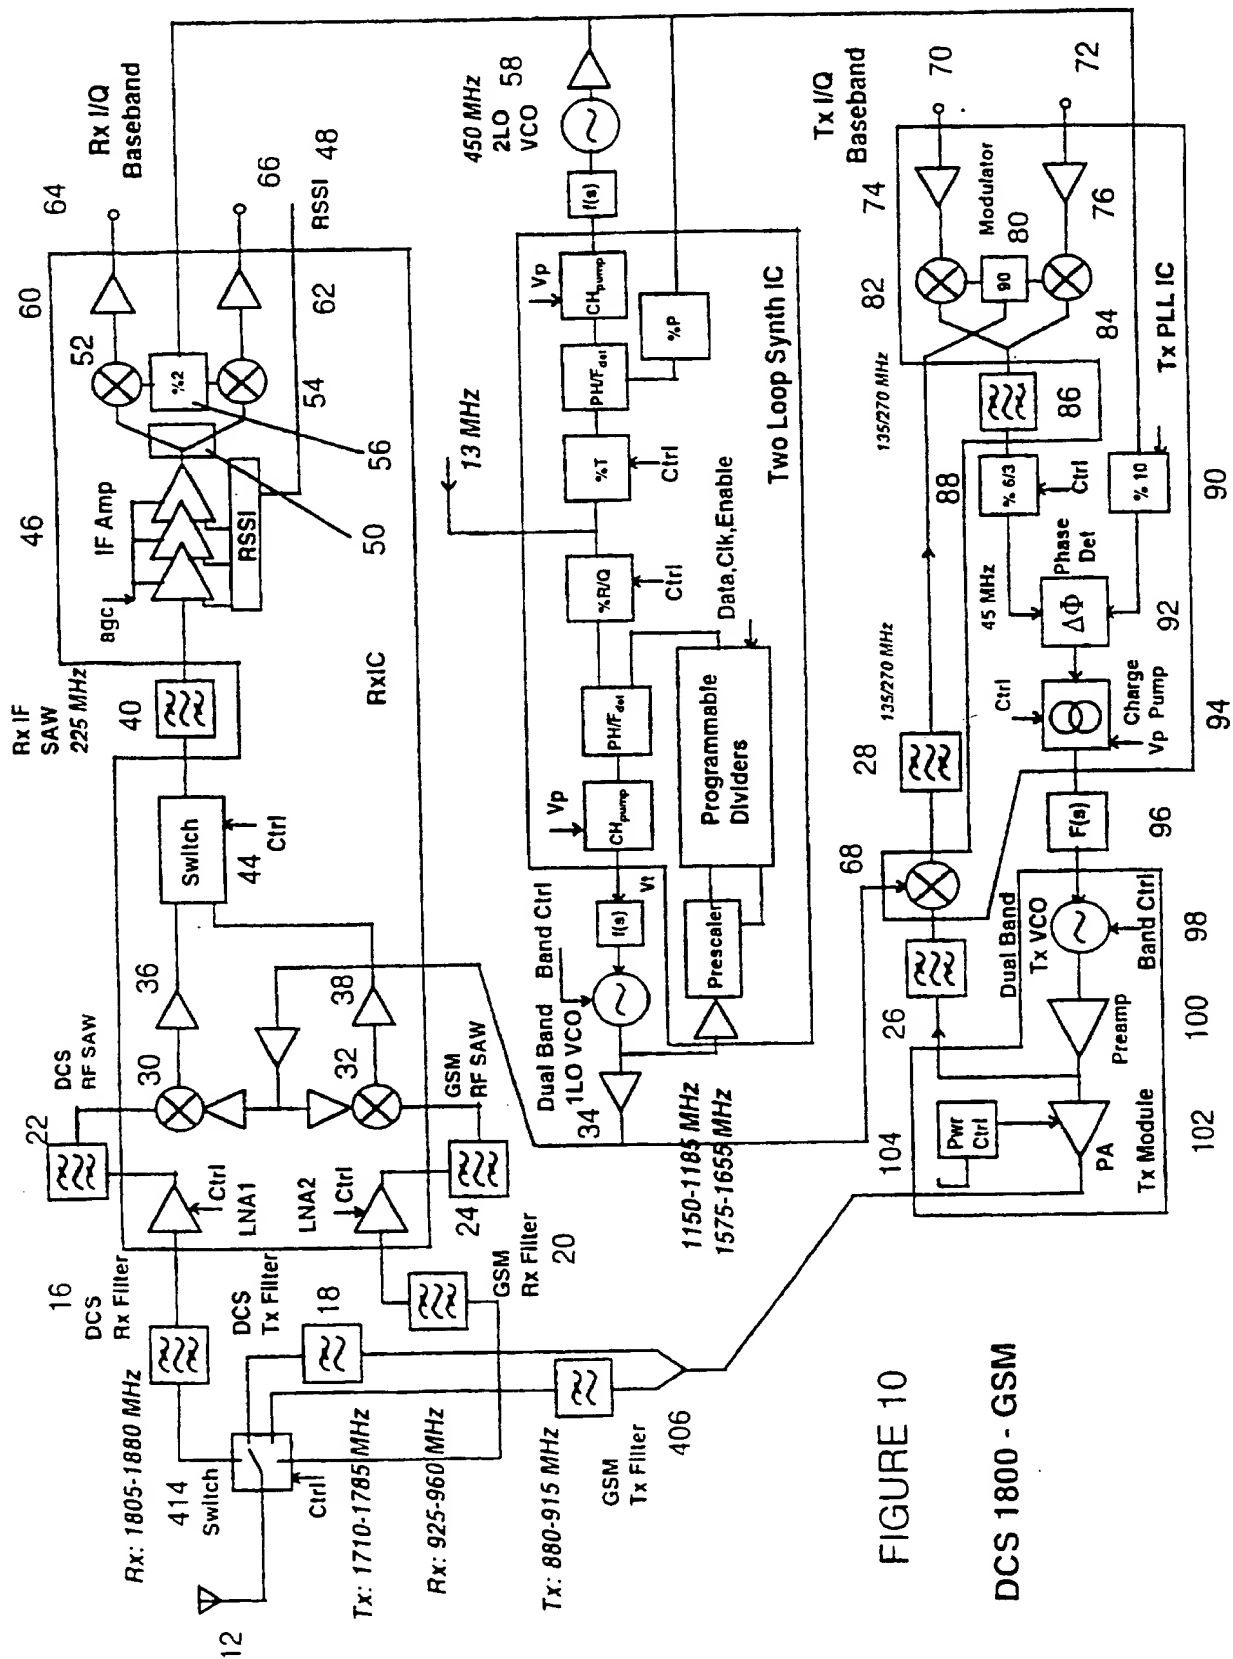 Rx I/Q
Baseband
64
66
RSSI
48
60
62
52
%2
54
56
50
46
IF Amp
agc
RSSI
RxIC
Rx IF
SAW
225 MHz
40
Switch
44
Ctrl
36
38
DCS
RF SAW
30
32
GSM
RF SAW
22
24
Ctrl
LNA1
LNA2
Ctrl
16
DCS
Rx Filter
DCS
Tx Filter
18
GSM
Rx Filter
20
Rx: 1805-1880 MHz
414
Switch
Ctrl
Tx: 1710-1785 MHz
Rx: 925-960 MHz
Tx: 880-915 MHz
GSM
Tx Filter
406
12
450 MHz
2LO
VCO
58
f(s)
Vp
CHpump
PH/Fdet
%P
%T
Ctrl
13 MHz
Two Loop Synth IC
%R/Q
Ctrl
Data,Clk,Enable
PH/Fdet
Programmable
Dividers
Vp
CHpump
Vt
f(s)
Prescaler
Band Ctrl
Dual Band
1LO VCO
34
1150-1185 MHz
1575-1655 MHz
Tx I/Q
Baseband
70
72
74
76
Modulator
80
90
82
84
Tx PLL IC
135/270 MHz
86
88
% 6/3
Ctrl
% 10
90
45 MHz
Phase
Det
ΔΦ
92
135/270 MHz
28
Ctrl
Charge
Pump
Vp
94
68
F(s)
96
Dual Band
Tx VCO
Band Ctrl
98
26
Preamp
100
104
Pwr
Ctrl
PA
Tx Module
102
FIGURE 10
DCS 1800 - GSM